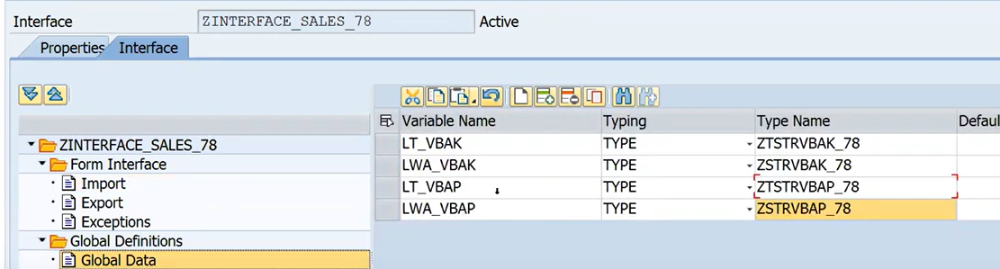 Interface ZINTERFACE_SALES_78 Active
Properties Interface
Variable Name Typing Type Name Defaul
ZINTERFACE_SALES_78
Form Interface
Import
Export
Exceptions
Global Definitions
Global Data
LT_VBAK TYPE ZTSTRVBAK_78
LWA_VBAK TYPE ZSTRVBAK_78
LT_VBAP TYPE ZTSTRVBAP_78
LWA_VBAP TYPE ZSTRVBAP_78